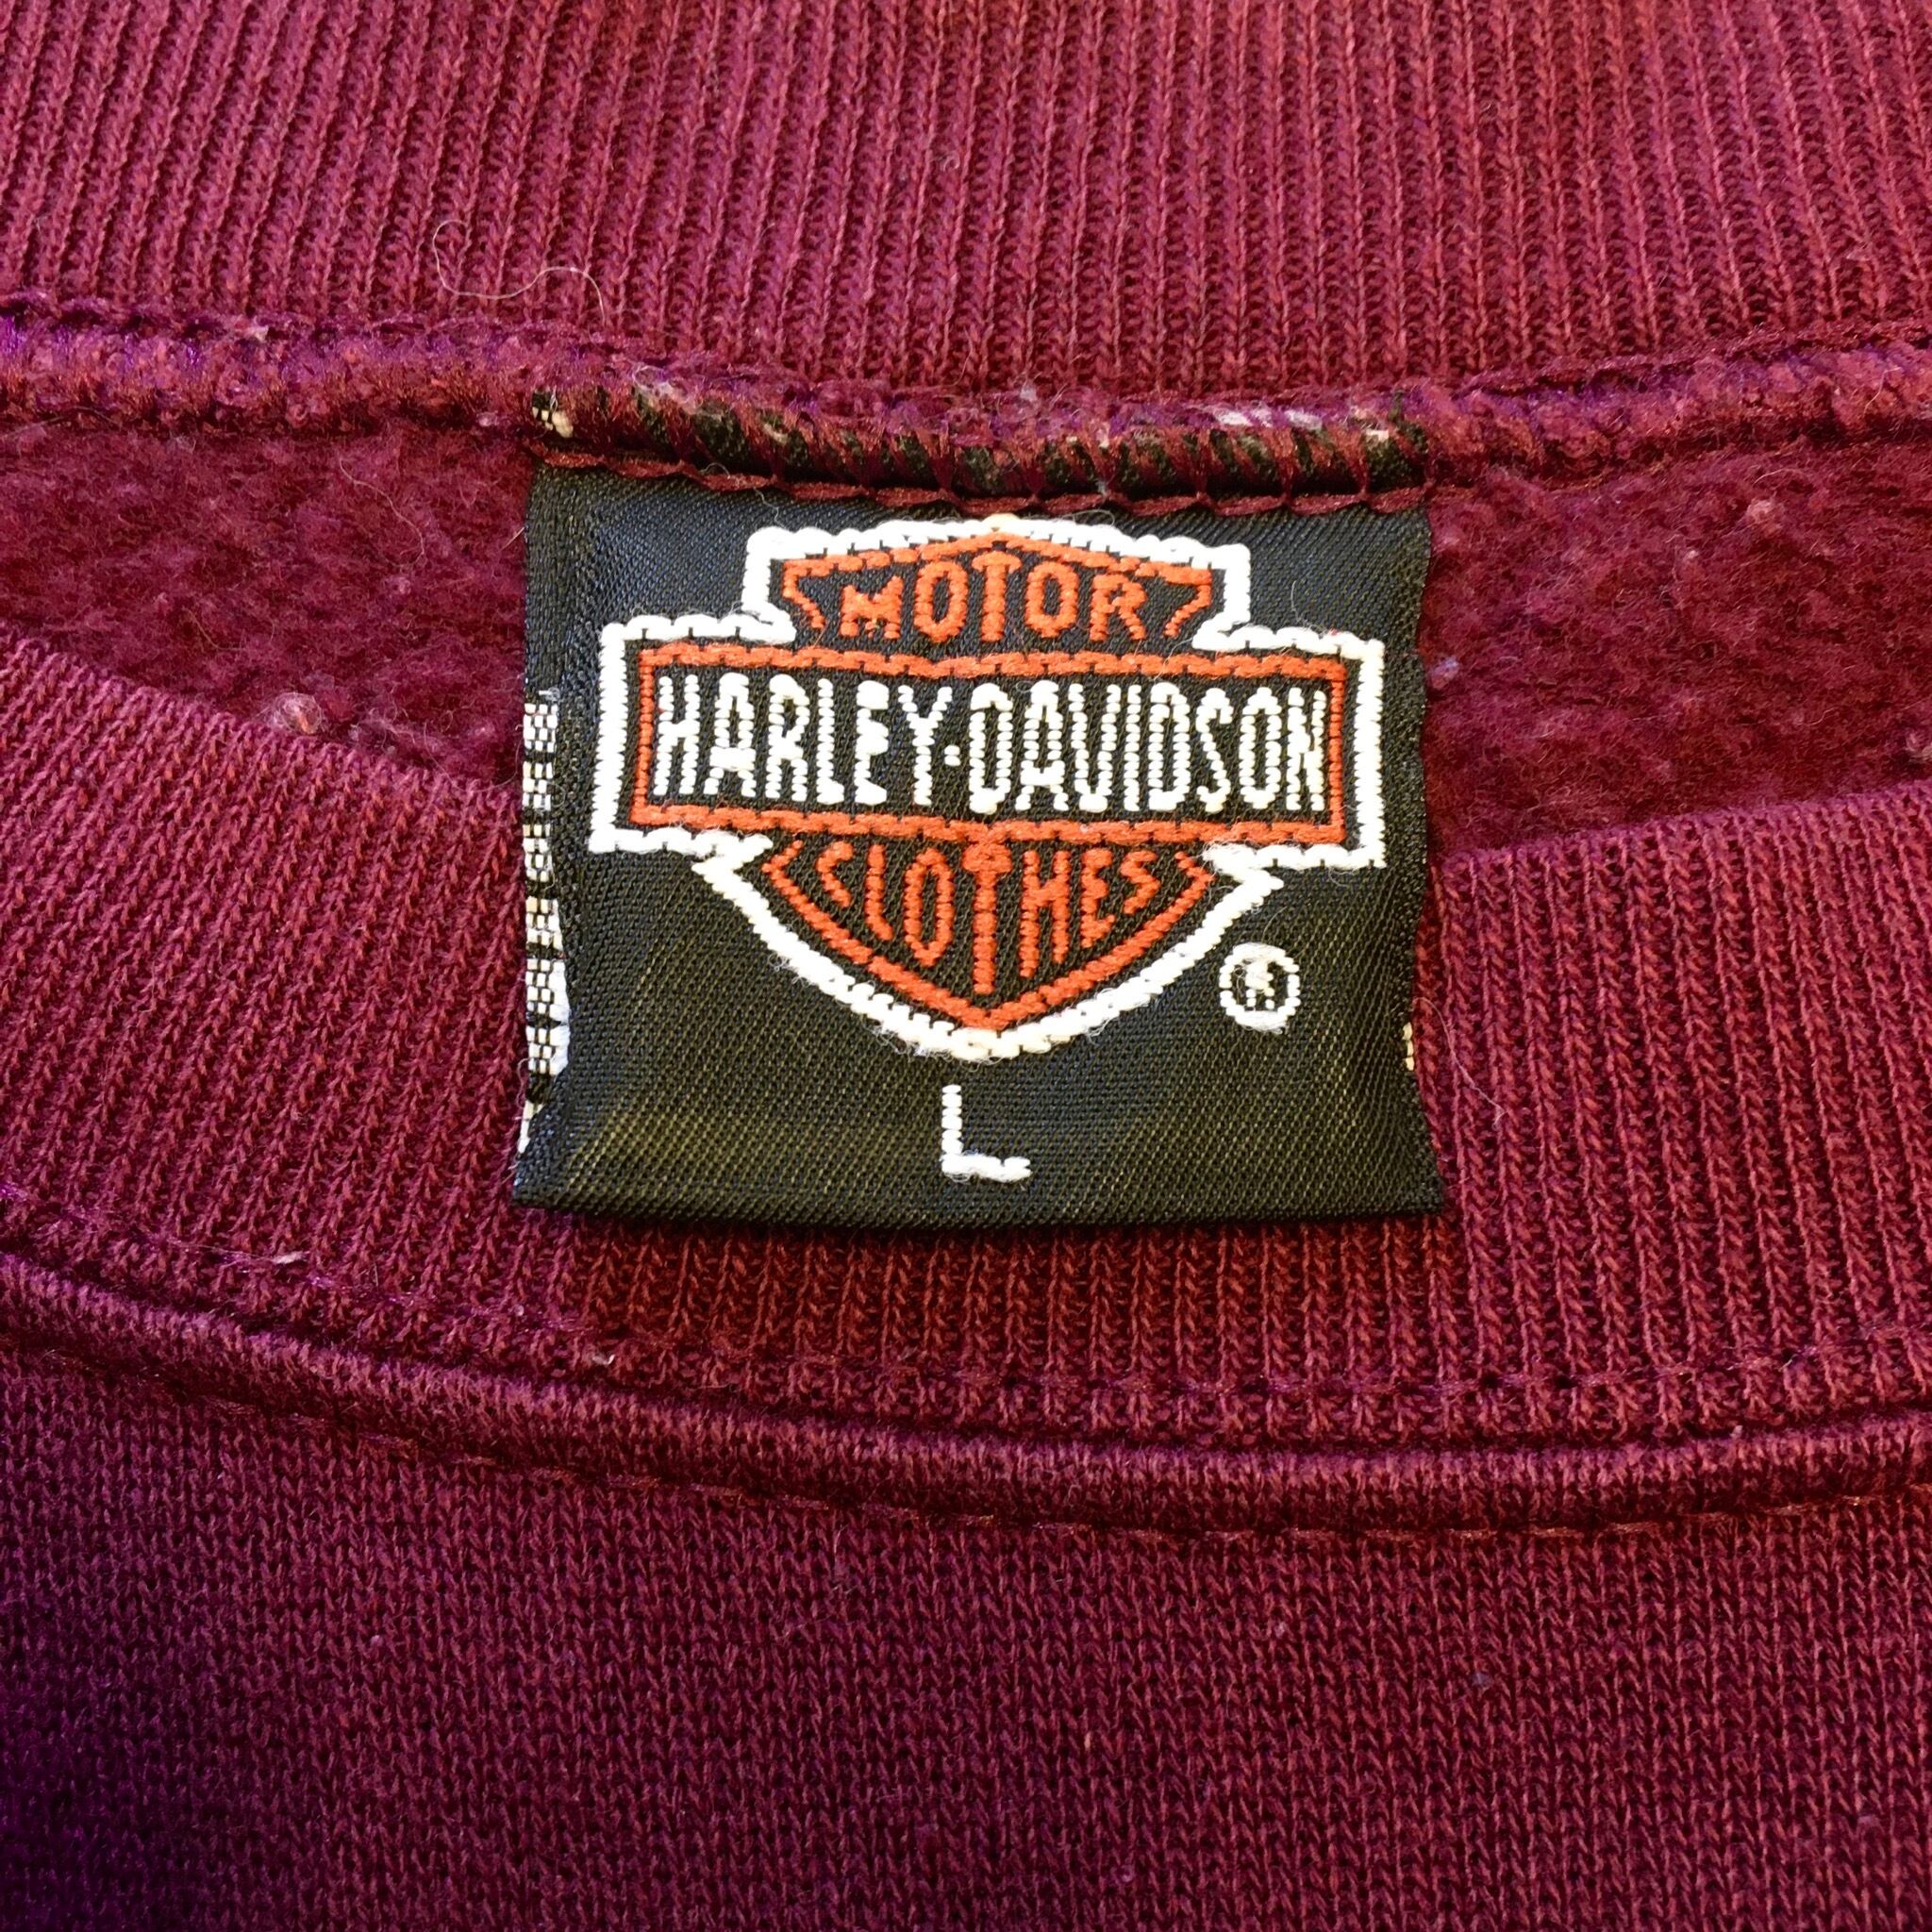 MOTOR
HARLEY-DAVIDSON
CLOTHES
®
L